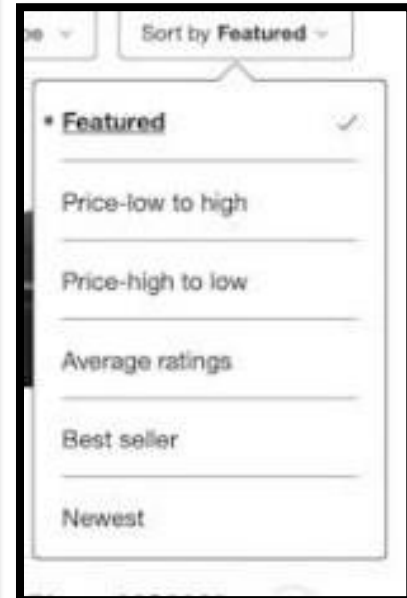 Sort by Featured
Featured
Price-low to high
Price-high to low
Average ratings
Best seller
Newest